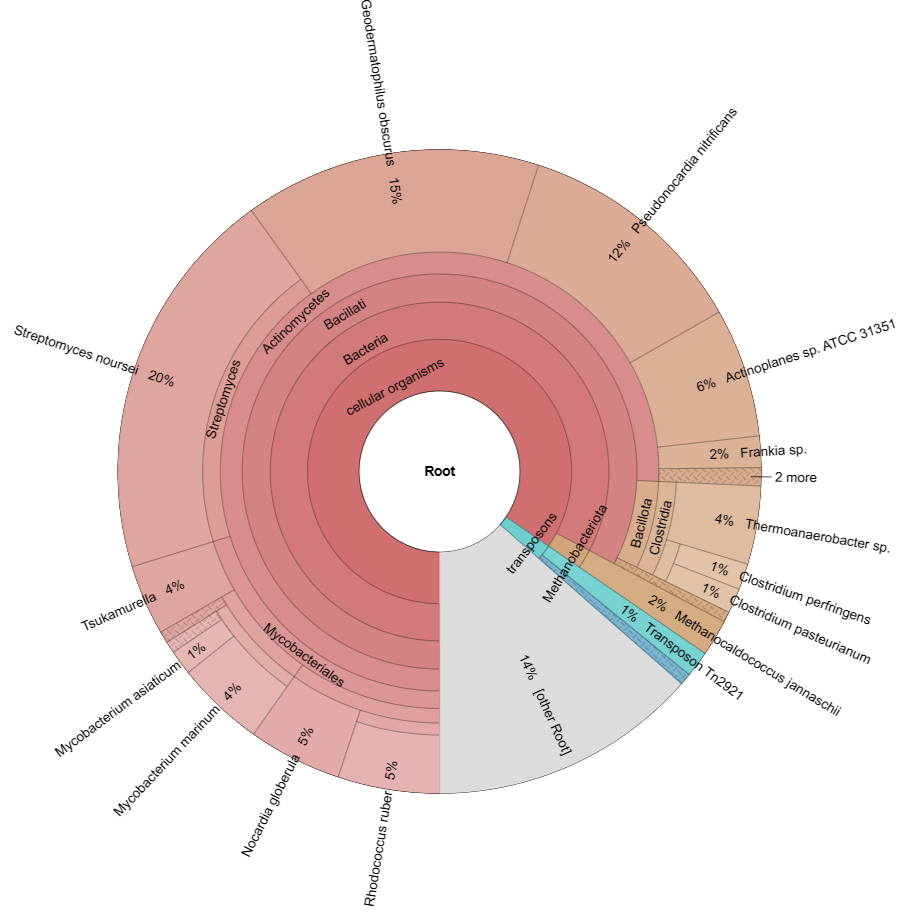 Geodermatophilus obscurus 15%
Pseudonocardia nitrificans 12%
Actinoplanes sp. ATCC 31351 6%
Frankia sp. 2%
2 more
Thermoanaerobacter sp. 4%
Clostridium perfringens 1%
Clostridium pasteurianum 1%
Methanocaldococcus jannaschii 2%
Transposon Tn2921 1%
14% [other Root]
Rhodococcus ruber 5%
Nocardia globerula 5%
Mycobacterium marinum 4%
Mycobacterium asiaticum 1%
Tsukamurella 4%
Streptomyces noursei 20%
Streptomyces
Actinomycetes
Bacillati
Bacteria
cellular organisms
Root
Mycobacteriales
Bacillota
Clostridia
Methanobacteriota
transposons